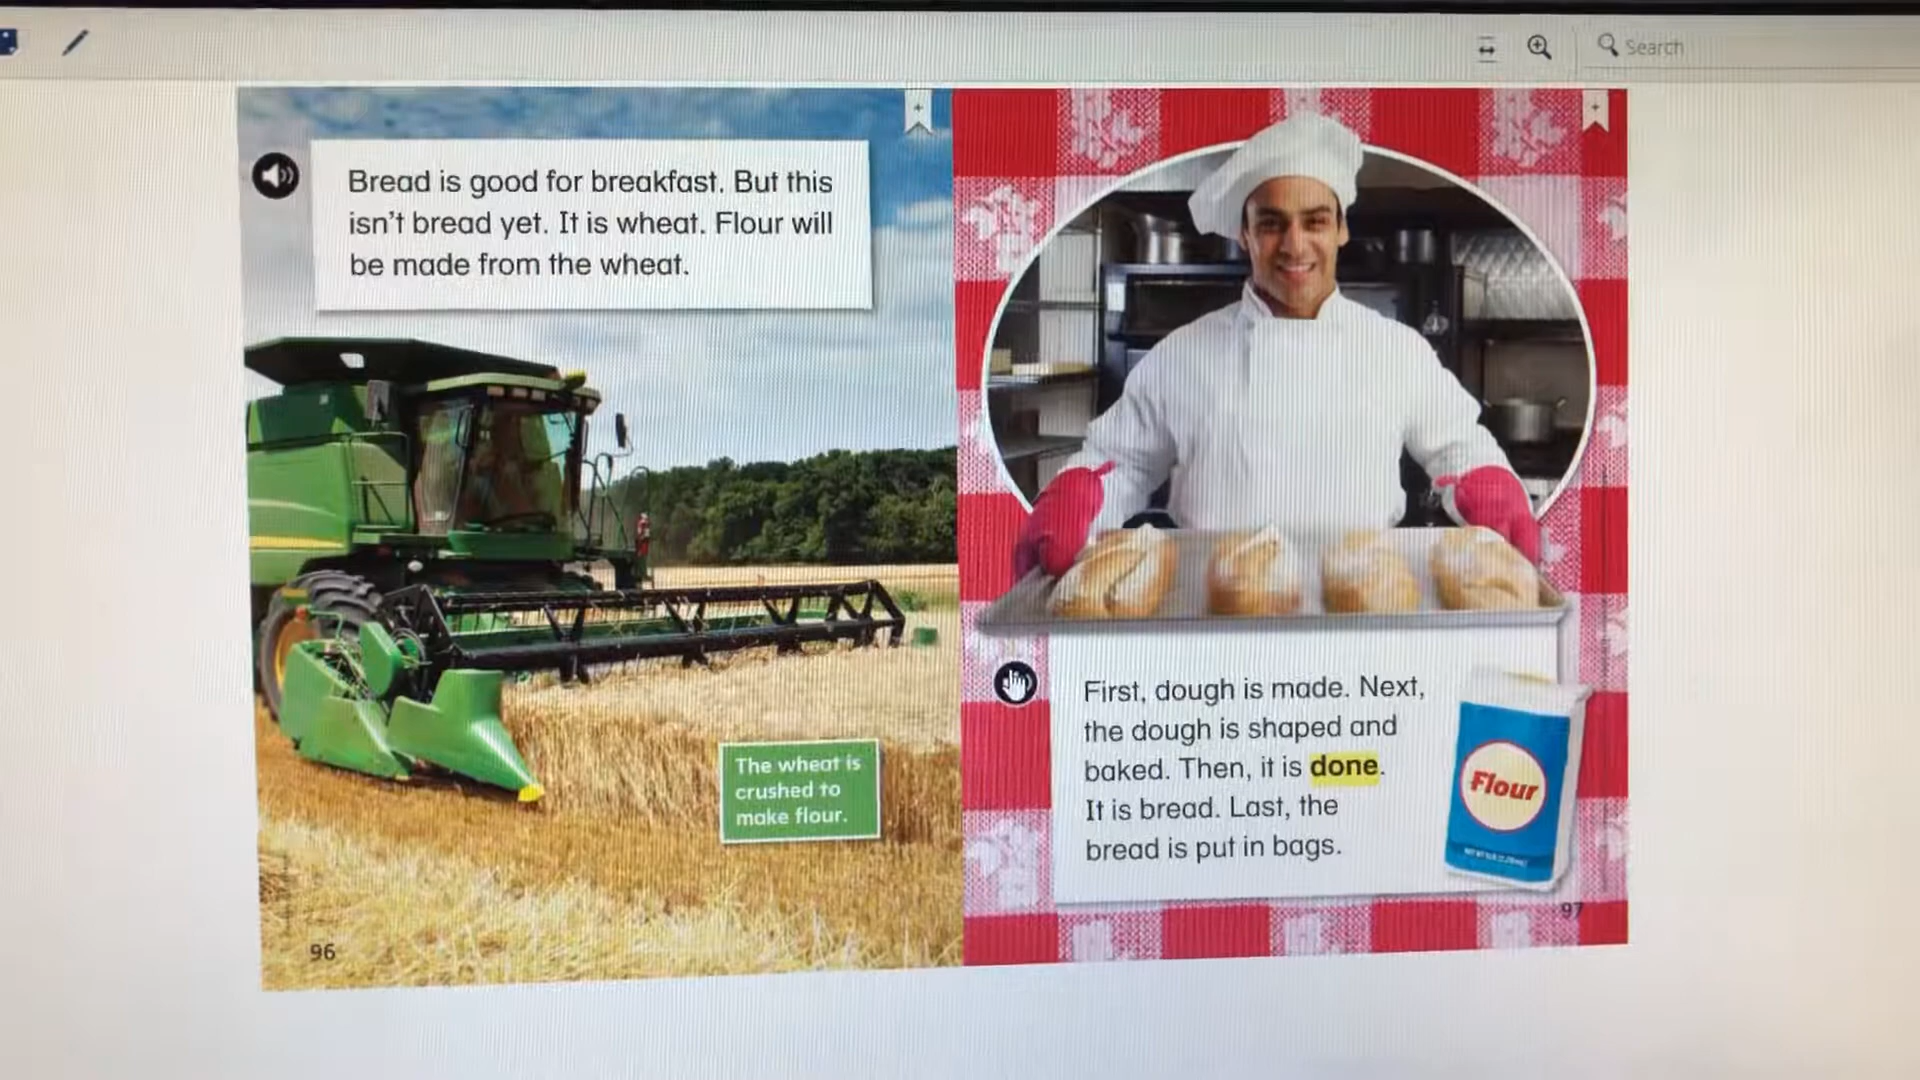 Search
Bread is good for breakfast. But this
isn't bread yet. It is wheat. Flour will
be made from the wheat.
The wheat is
crushed to
make flour.
96
First, dough is made. Next,
the dough is shaped and
baked. Then, it is done.
It is bread. Last, the
bread is put in bags.
Flour
97